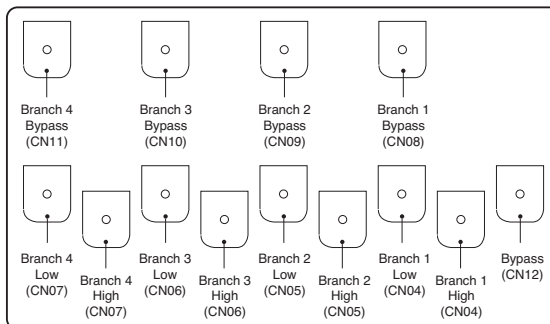 Branch 4
Bypass
(CN11)
Branch 3
Bypass
(CN10)
Branch 2
Bypass
(CN09)
Branch 1
Bypass
(CN08)
Branch 4
Low
(CN07)
Branch 4
High
(CN07)
Branch 3
Low
(CN06)
Branch 3
High
(CN06)
Branch 2
Low
(CN05)
Branch 2
High
(CN05)
Branch 1
Low
(CN04)
Branch 1
High
(CN04)
Bypass
(CN12)